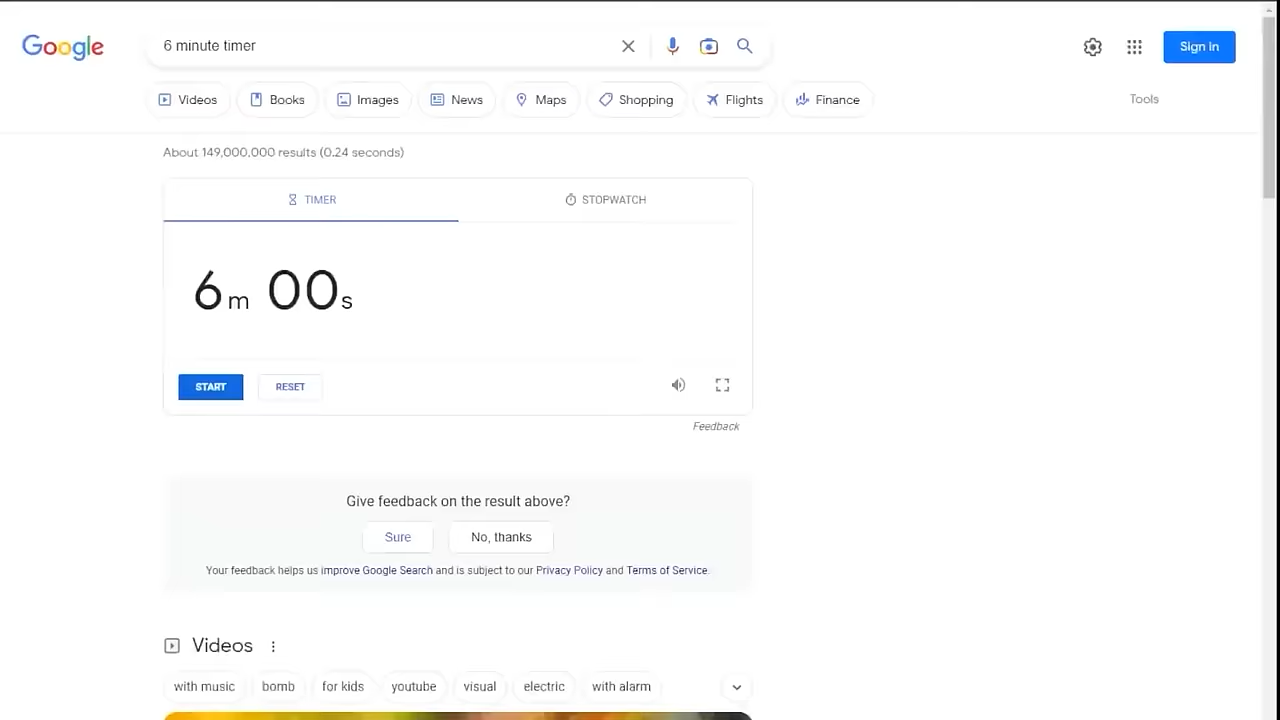 Google
6 minute timer
Sign In
Videos
Books
Images
News
Maps
Shopping
Flights
Finance
Tools
About 149,000,000 results (0.24 seconds)
TIMER
STOPWATCH
6m 00s
START
RESET
Feedback
Give feedback on the result above?
Sure
No, thanks
Your feedback helps us improve Google Search and is subject to our Privacy Policy and Terms of Service.
Videos
with music
bomb
for kids
youtube
visual
electric
with alarm